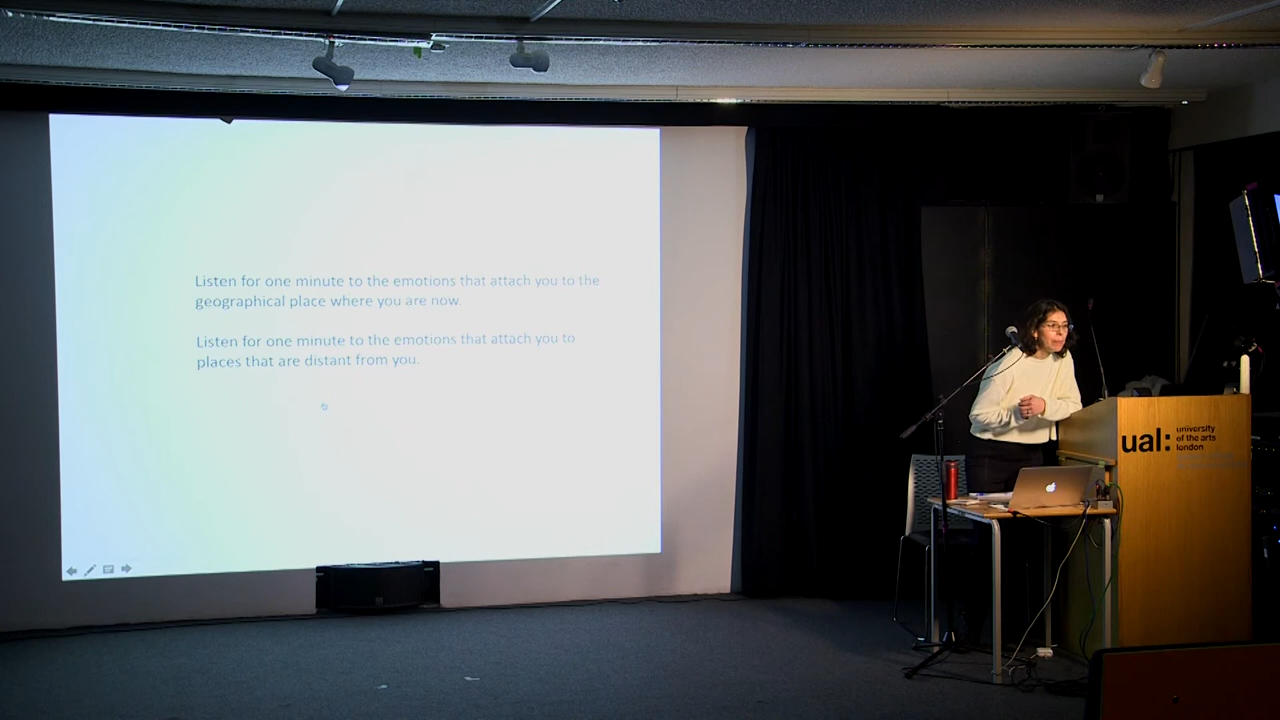 Listen for one minute to the emotions that attach you to the
geographical place where you are now.
Listen for one minute to the emotions that attach you to
places that are distant from you.
ual:
university
of the arts
london